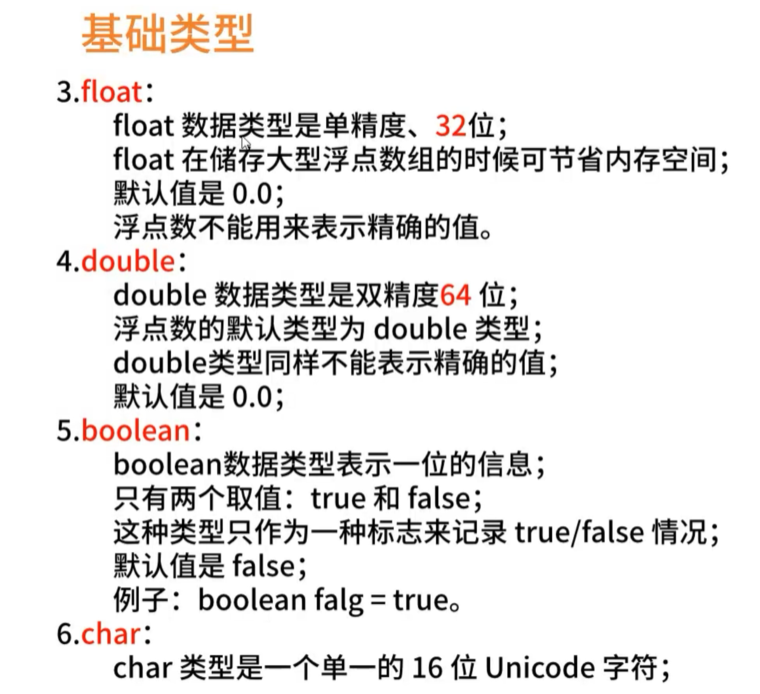 基础类型
3.float：
float 数据类型是单精度、32位；
float 在储存大型浮点数组的时候可节省内存空间；
默认值是 0.0；
浮点数不能用来表示精确的值。
4.double：
double 数据类型是双精度64 位；
浮点数的默认类型为 double 类型；
double类型同样不能表示精确的值；
默认值是 0.0；
5.boolean：
boolean数据类型表示一位的信息；
只有两个取值：true 和 false；
这种类型只作为一种标志来记录 true/false 情况；
默认值是 false；
例子：boolean falg = true。
6.char：
char 类型是一个单一的 16 位 Unicode 字符；